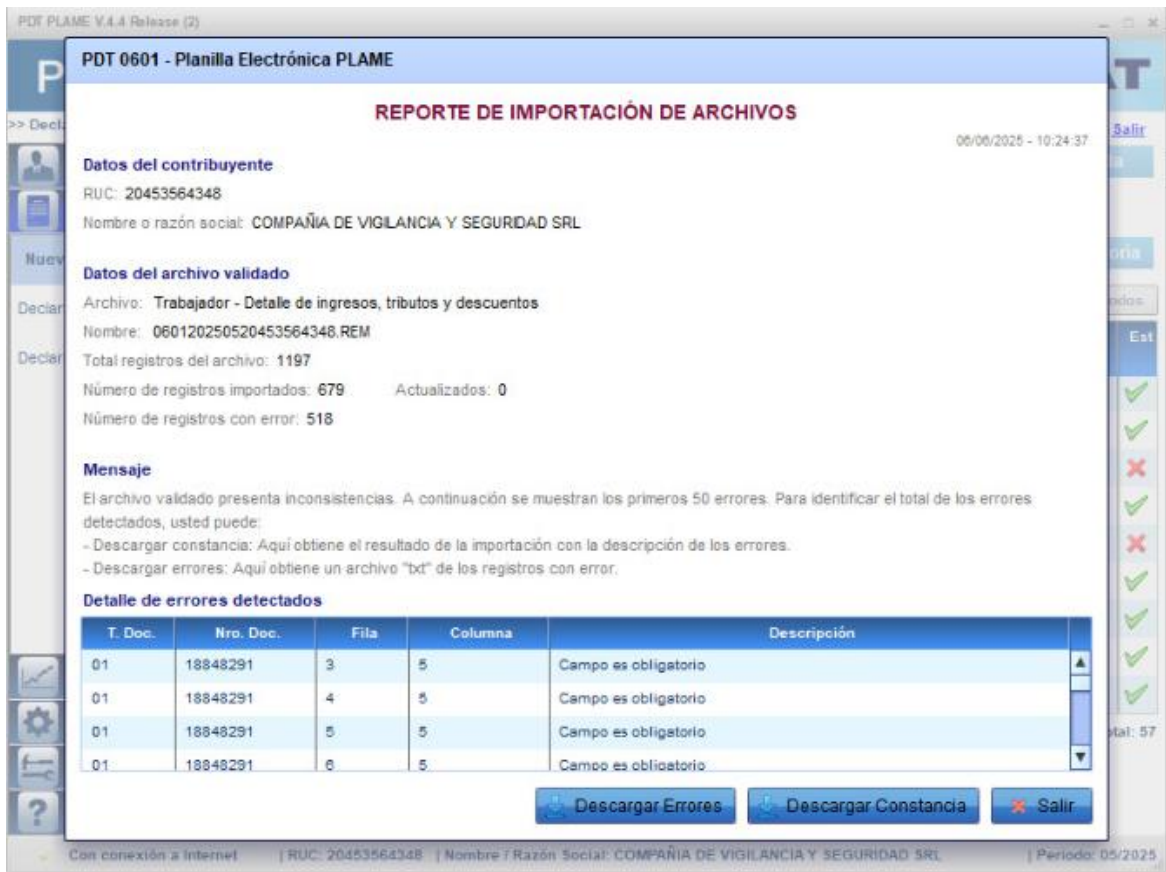 PDT PLAME V.4.4 Release (2)
PDT 0601 - Planilla Electrónica PLAME
P
AT
REPORTE DE IMPORTACIÓN DE ARCHIVOS
>> Decl
Salir
06/06/2025 - 10:24:37
Datos del contribuyente
RUC: 20453564348
Nombre o razón social: COMPAÑIA DE VIGILANCIA Y SEGURIDAD SRL
Nuev
oria
Datos del archivo validado
Archivo: Trabajador - Detalle de ingresos, tributos y descuentos
Declar
odos
Nombre: 060120250520453564348.REM
Est
Declar
Total registros del archivo: 1197
Número de registros importados: 679 Actualizados: 0
Número de registros con error: 518
Mensaje
El archivo validado presenta inconsistencias. A continuación se muestran los primeros 50 errores. Para identificar el total de los errores
detectados, usted puede:
- Descargar constancia: Aquí obtiene el resultado de la importación con la descripción de los errores.
- Descargar errores: Aquí obtiene un archivo "txt" de los registros con error.
Detalle de errores detectados
T. Doc. Nro. Doc. Fila Columna Descripción
01 18848291 3 5 Campo es obligatorio
01 18848291 4 5 Campo es obligatorio
01 18848291 5 5 Campo es obligatorio
otal: 57
01 18848291 6 5 Campo es obligatorio
Descargar Errores Descargar Constancia Salir
?
Con conexión a Internet | RUC: 20453564348 | Nombre / Razón Social: COMPAÑIA DE VIGILANCIA Y SEGURIDAD SRL | Periodo: 05/2025